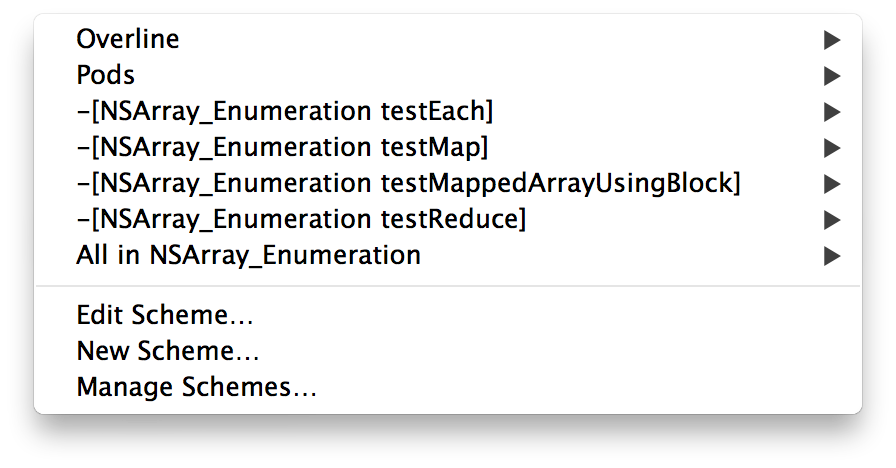 Overline
Pods
-[NSArray_Enumeration testEach]
-[NSArray_Enumeration testMap]
-[NSArray_Enumeration testMappedArrayUsingBlock]
-[NSArray_Enumeration testReduce]
All in NSArray_Enumeration
Edit Scheme…
New Scheme…
Manage Schemes…